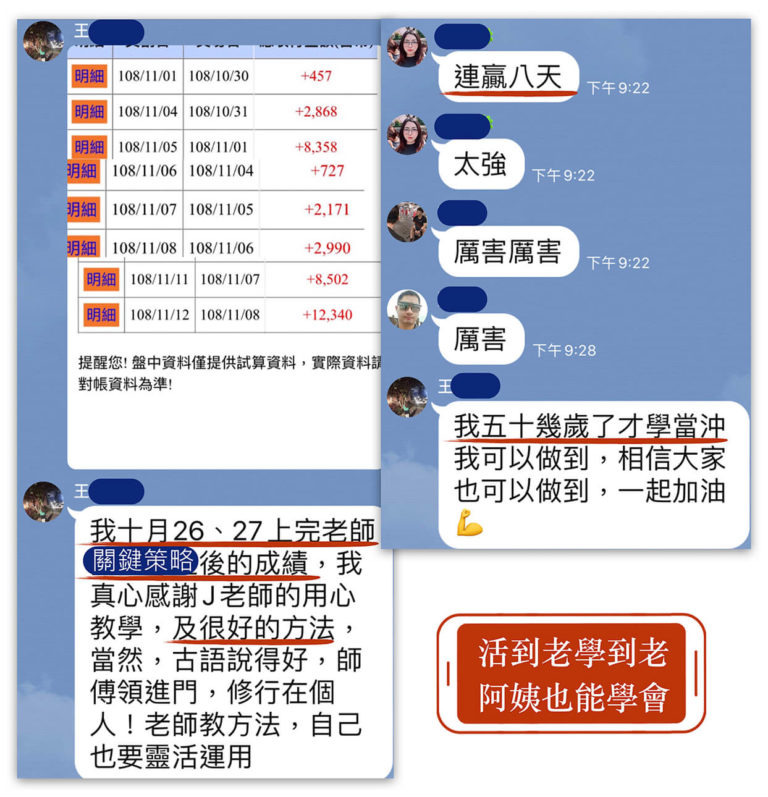 王
明細 108/11/01 108/10/30 +457
明細 108/11/04 108/10/31 +2,868
明細 108/11/05 108/11/01 +8,358
明細 108/11/06 108/11/04 +727
明細 108/11/07 108/11/05 +2,171
明細 108/11/08 108/11/06 +2,990
明細 108/11/11 108/11/07 +8,502
明細 108/11/12 108/11/08 +12,340
提醒您! 盤中資料僅提供試算資料，實際資料請
對帳資料為準!
王
我十月26、27上完老師
關鍵策略後的成績，我
真心感謝J老師的用心
教學，及很好的方法，
當然，古語說得好，師
傅領進門，修行在個
人！老師教方法，自己
也要靈活運用
連贏八天 下午9:22
太強 下午9:22
厲害厲害 下午9:22
厲害 下午9:28
王
我五十幾歲了才學當沖
我可以做到，相信大家
也可以做到，一起加油
💪
活到老學到老
阿姨也能學會